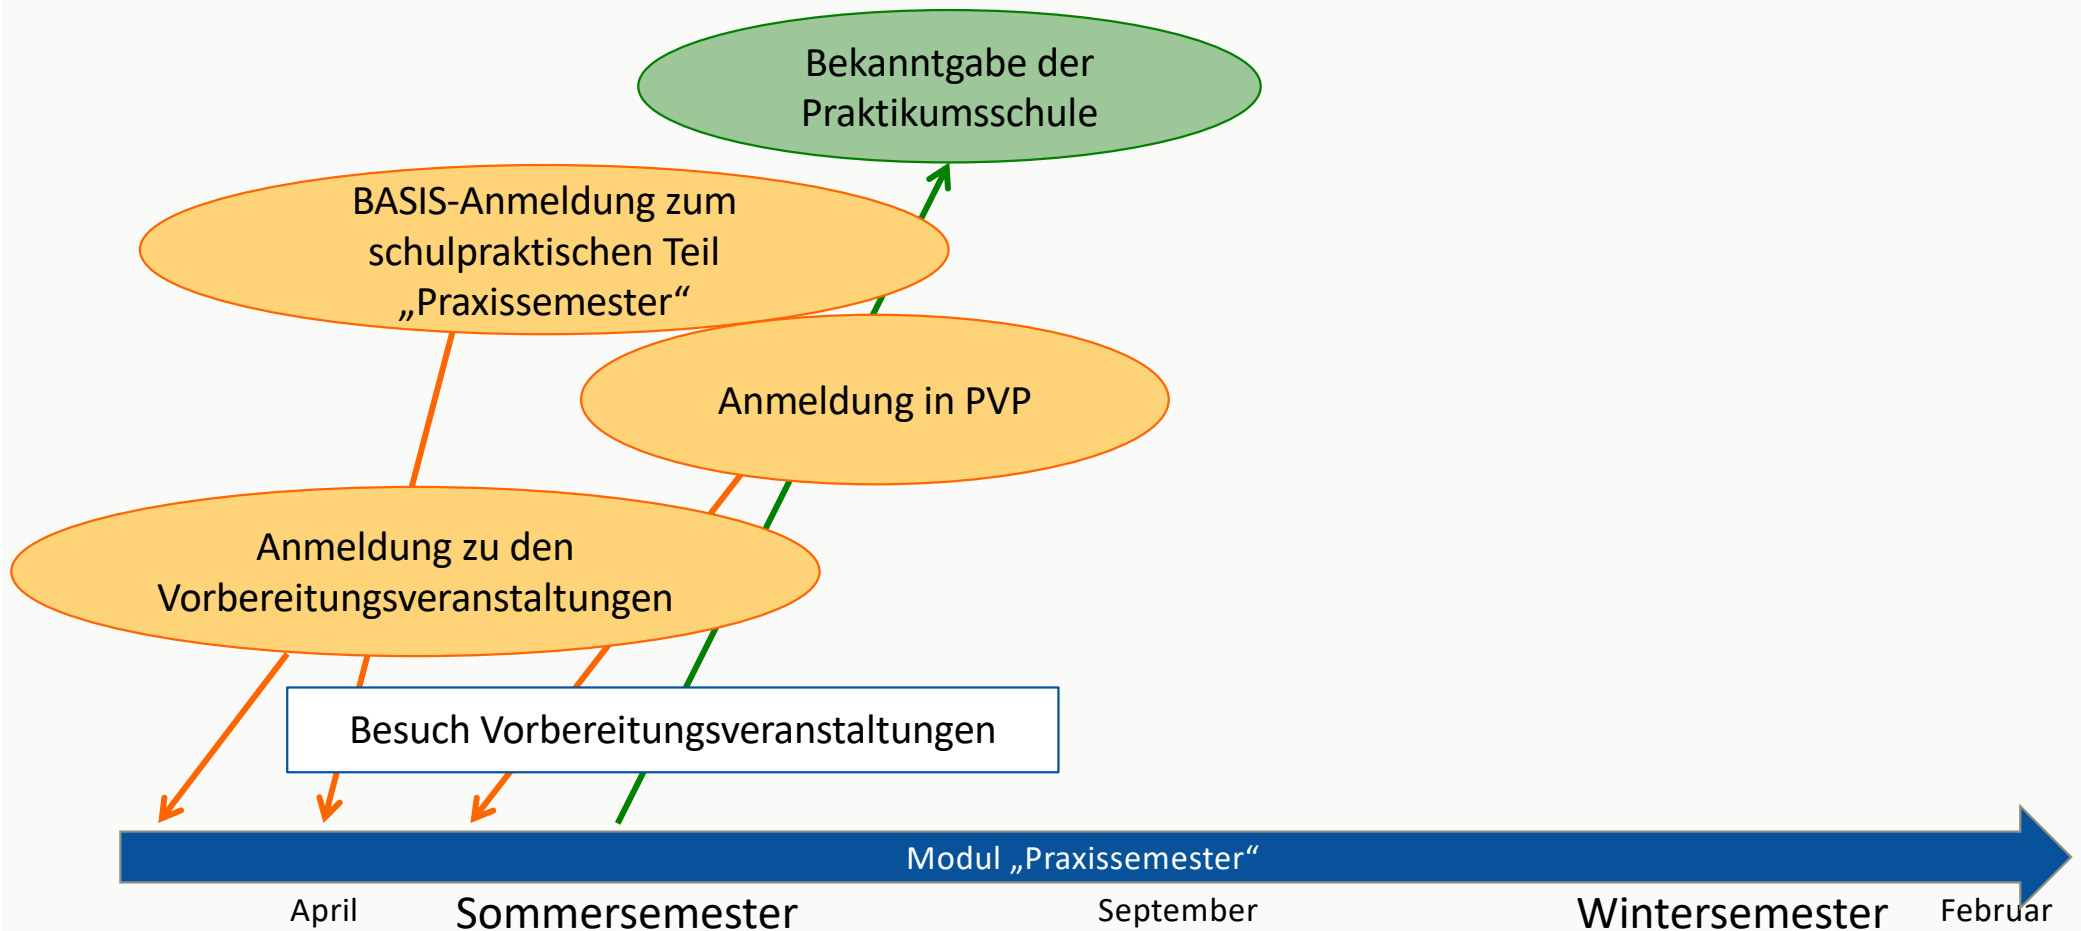 Bekanntgabe der
Praktikumsschule
BASIS-Anmeldung zum
schulpraktischen Teil
„Praxissemester“
Anmeldung in PVP
Anmeldung zu den
Vorbereitungsveranstaltungen
Besuch Vorbereitungsveranstaltungen
Modul „Praxissemester“
April Sommersemester September Wintersemester Februar